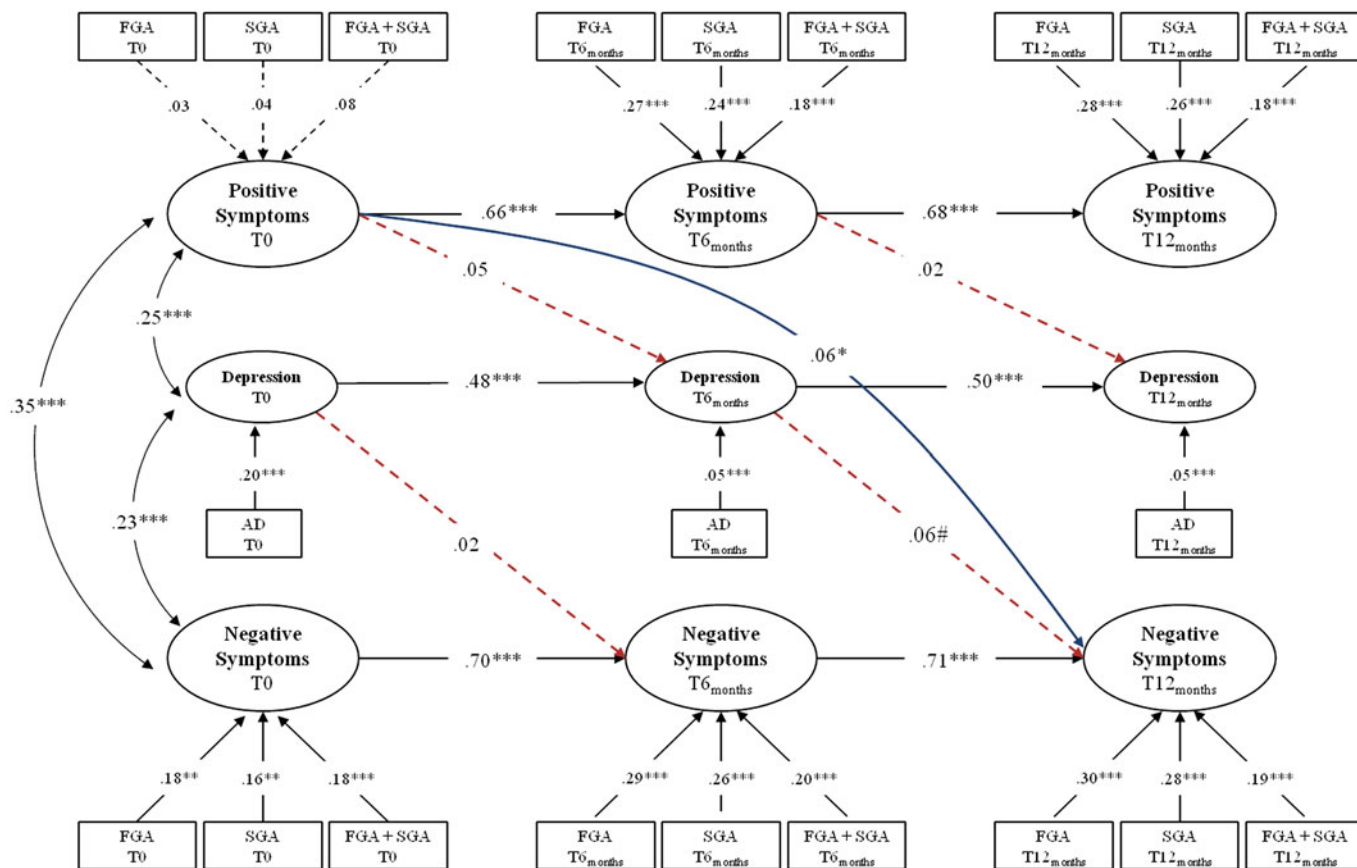 FGA
T0
SGA
T0
FGA+SGA
T0
FGA
T6months
SGA
T6months
FGA+SGA
T6months
FGA
T12months
SGA
T12months
FGA+SGA
T12months
.03
.04
.08
.27***
.24***
.18***
.28***
.26***
.18***
Positive
Symptoms
T0
.66***
Positive
Symptoms
T6months
.68***
Positive
Symptoms
T12months
.05
.02
.25***
.06*
.35***
Depression
T0
.48***
Depression
T6months
.50***
Depression
T12months
.20***
.05***
.05***
.23***
AD
T0
.02
AD
T6months
.06#
AD
T12months
Negative
Symptoms
T0
.70***
Negative
Symptoms
T6months
.71***
Negative
Symptoms
T12months
.18**
.16**
.18***
.29***
.26***
.20***
.30***
.28***
.19***
FGA
T0
SGA
T0
FGA+SGA
T0
FGA
T6months
SGA
T6months
FGA+SGA
T6months
FGA
T12months
SGA
T12months
FGA+SGA
T12months